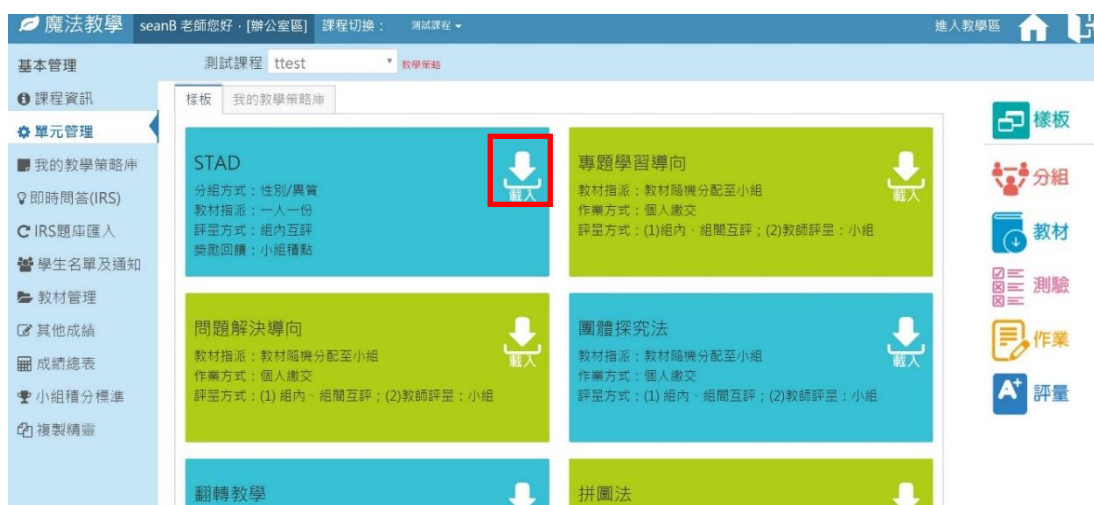 魔法教學 seanB 老師您好．[辦公室區] 課程切換： 測試課程 進入教學區
基本管理
課程資訊
單元管理
我的教學策略庫
即時問答(IRS)
IRS題庫匯入
學生名單及通知
教材管理
其他成績
成績總表
小組積分標準
複製精靈
測試課程 ttest 教學策略
樣板 我的教學策略庫
STAD
分組方式：性別/異質
教材指派：一人一份
評量方式：組內互評
獎勵回饋：小組積點
載入
專題學習導向
教材指派：教材隨機分配至小組
作業方式：個人繳交
評量方式：(1)組內、組間互評；(2)教師評量：小組
載入
問題解決導向
教材指派：教材隨機分配至小組
作業方式：個人繳交
評量方式：(1) 組內、組間互評；(2)教師評量：小組
載入
團體探究法
教材指派：教材隨機分配至小組
作業方式：個人繳交
評量方式：(1) 組內、組間互評；(2)教師評量：小組
載入
翻轉教學
拼圖法
樣板
分組
教材
測驗
作業
A+ 評量